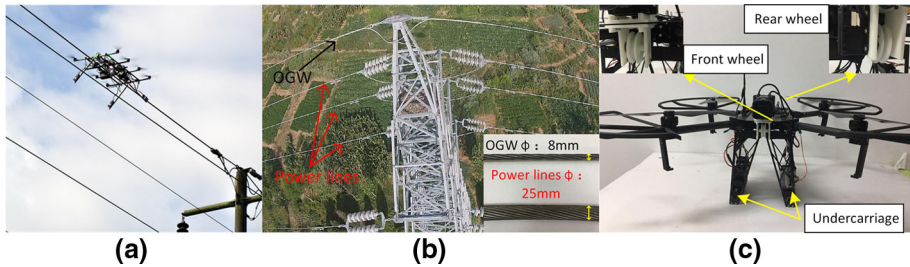 OGW
Power lines
OGW Φ : 8mm
Power lines Φ :
25mm
Rear wheel
Front wheel
Undercarriage
(a)
(b)
(c)